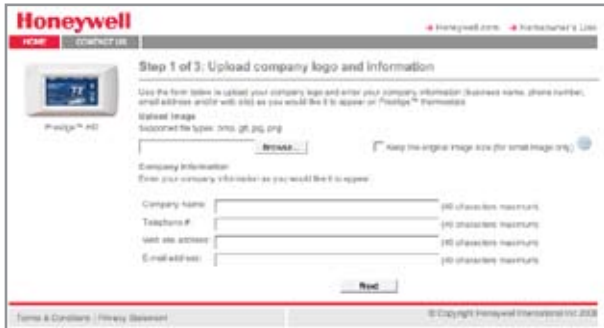 Honeywell
Honeywell.com
HOME CONTACT US
Step 1 of 3: Upload company logo and information
Use the form below to upload your company logo and enter your company information (business name, phone number,
email address and/or web site) as you would like it to appear on Prestige™ thermostats
Prestige™ HD
Upload Image
Supported file types: bmp, gif, jpg, png
Browse...
Keep the original image size (for small image only)
Company Information
Enter your company information as you would like it to appear
Company name: (40 characters maximum)
Telephone #: (40 characters maximum)
Web site address: (40 characters maximum)
E-mail address: (40 characters maximum)
Next
Terms & Conditions | Privacy Statement
© Copyright Honeywell International Inc 2008